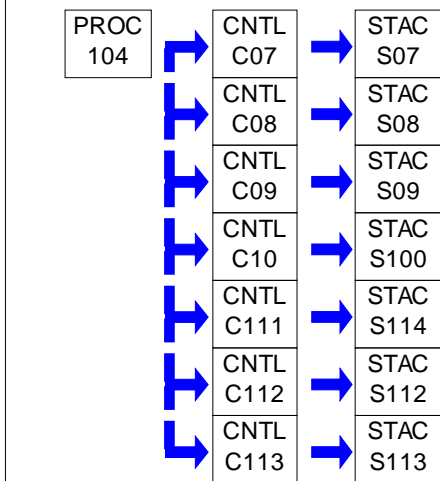 PROC
104
CNTL
C07
STAC
S07
CNTL
C08
STAC
S08
CNTL
C09
STAC
S09
CNTL
C10
STAC
S100
CNTL
C111
STAC
S114
CNTL
C112
STAC
S112
CNTL
C113
STAC
S113